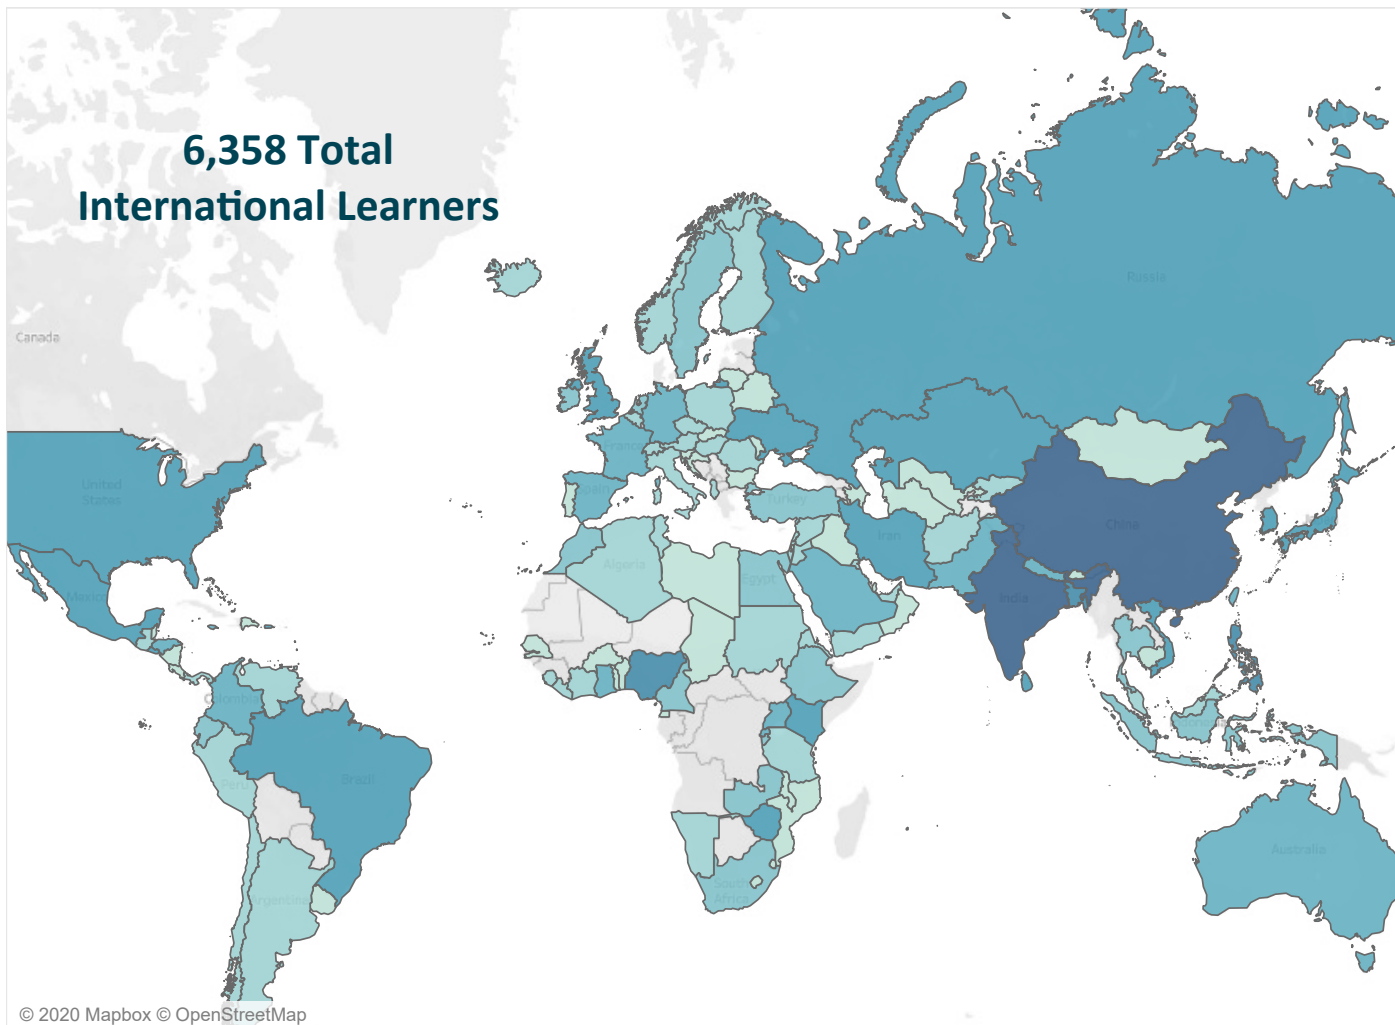 6,358 Total
International Learners
Russia
Canada
France
United
States
Spain
Turkey
China
Iran
Algeria
Egypt
Mexico
India
Colombia
Indonesia
Brazil
Peru
Australia
South
Africa
Argentina
© 2020 Mapbox © OpenStreetMap